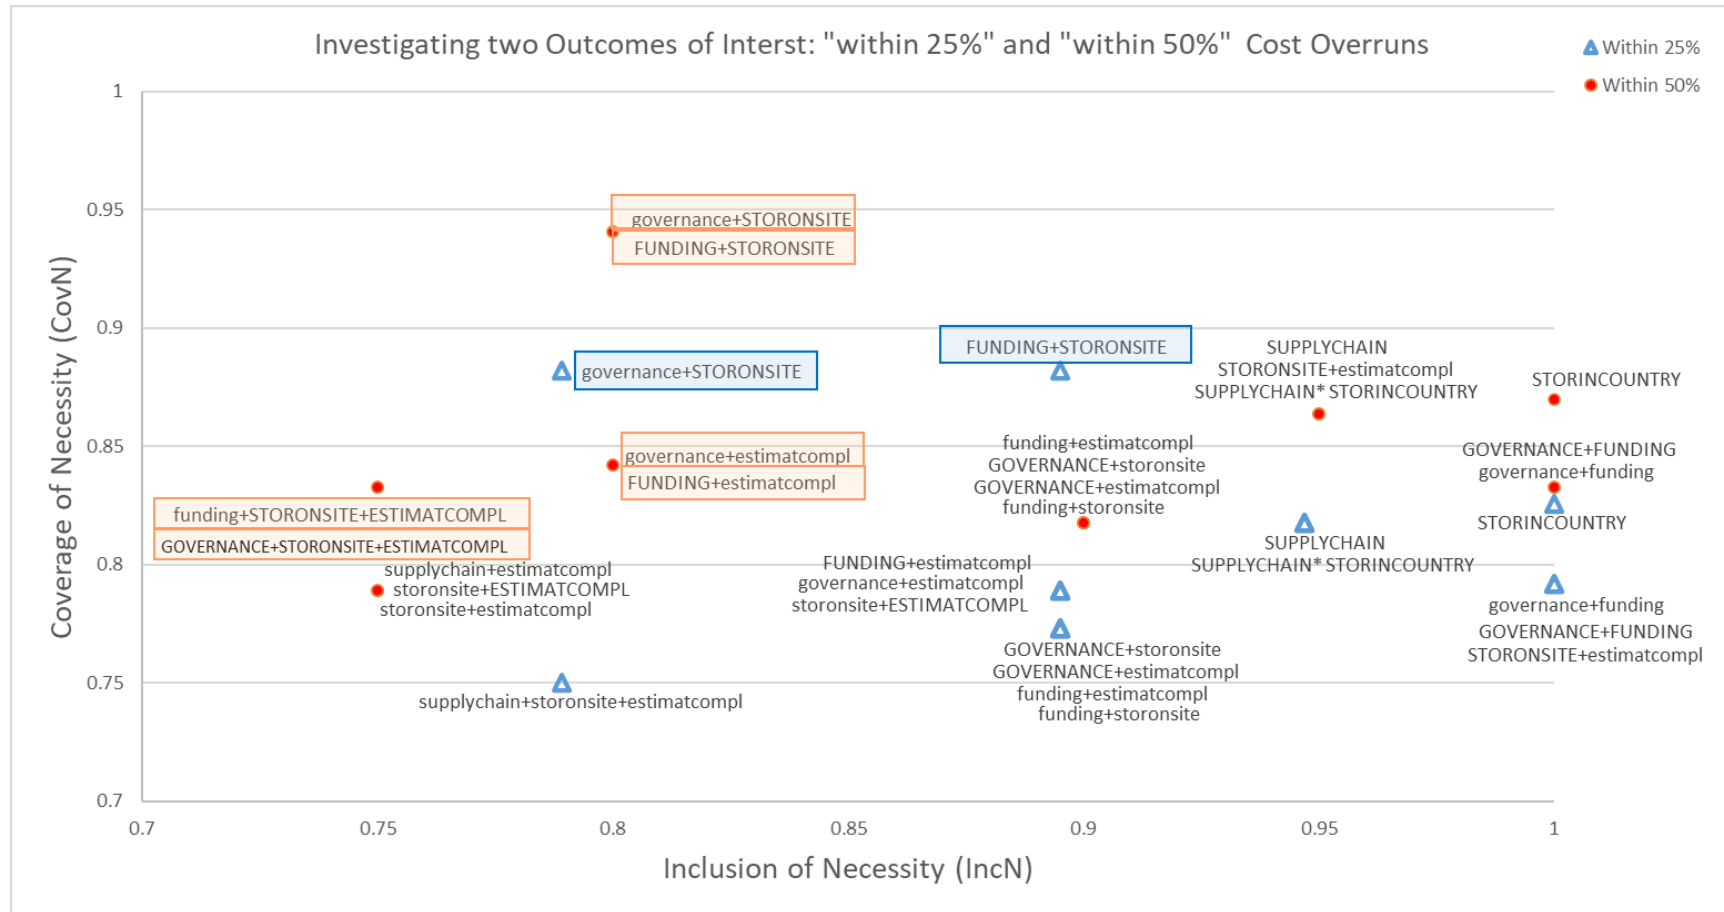 Investigating two Outcomes of Interst: "within 25%" and "within 50%" Cost Overruns
Within 25%
Within 50%
Coverage of Necessity (CovN)
1
0.95
0.9
0.85
0.8
0.75
0.7
governance+STORONSITE
FUNDING+STORONSITE
governance+STORONSITE
FUNDING+STORONSITE
SUPPLYCHAIN
STORONSITE+estimatcompl
SUPPLYCHAIN* STORINCOUNTRY
STORINCOUNTRY
governance+estimatcompl
FUNDING+estimatcompl
funding+estimatcompl
GOVERNANCE+storonsite
GOVERNANCE+estimatcompl
funding+storonsite
GOVERNANCE+FUNDING
governance+funding
STORINCOUNTRY
funding+STORONSITE+ESTIMATCOMPL
GOVERNANCE+STORONSITE+ESTIMATCOMPL
supplychain+estimatcompl
storonsite+ESTIMATCOMPL
storonsite+estimatcompl
FUNDING+estimatcompl
governance+estimatcompl
storonsite+ESTIMATCOMPL
SUPPLYCHAIN
SUPPLYCHAIN* STORINCOUNTRY
governance+funding
GOVERNANCE+FUNDING
STORONSITE+estimatcompl
GOVERNANCE+storonsite
GOVERNANCE+estimatcompl
funding+estimatcompl
funding+storonsite
supplychain+storonsite+estimatcompl
0.7
0.75
0.8
0.85
0.9
0.95
1
Inclusion of Necessity (IncN)